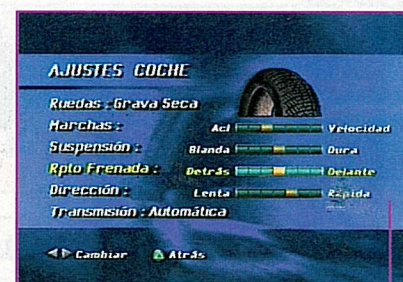 AJUSTES COCHE
Ruedas : Grava Seca
Marchas : Acl Velocidad
Suspensión : Blanda Dura
Rpto Frenada : Detrás Delante
Dirección : Lenta Rápida
Transmisión : Automática
Cambiar Atrás